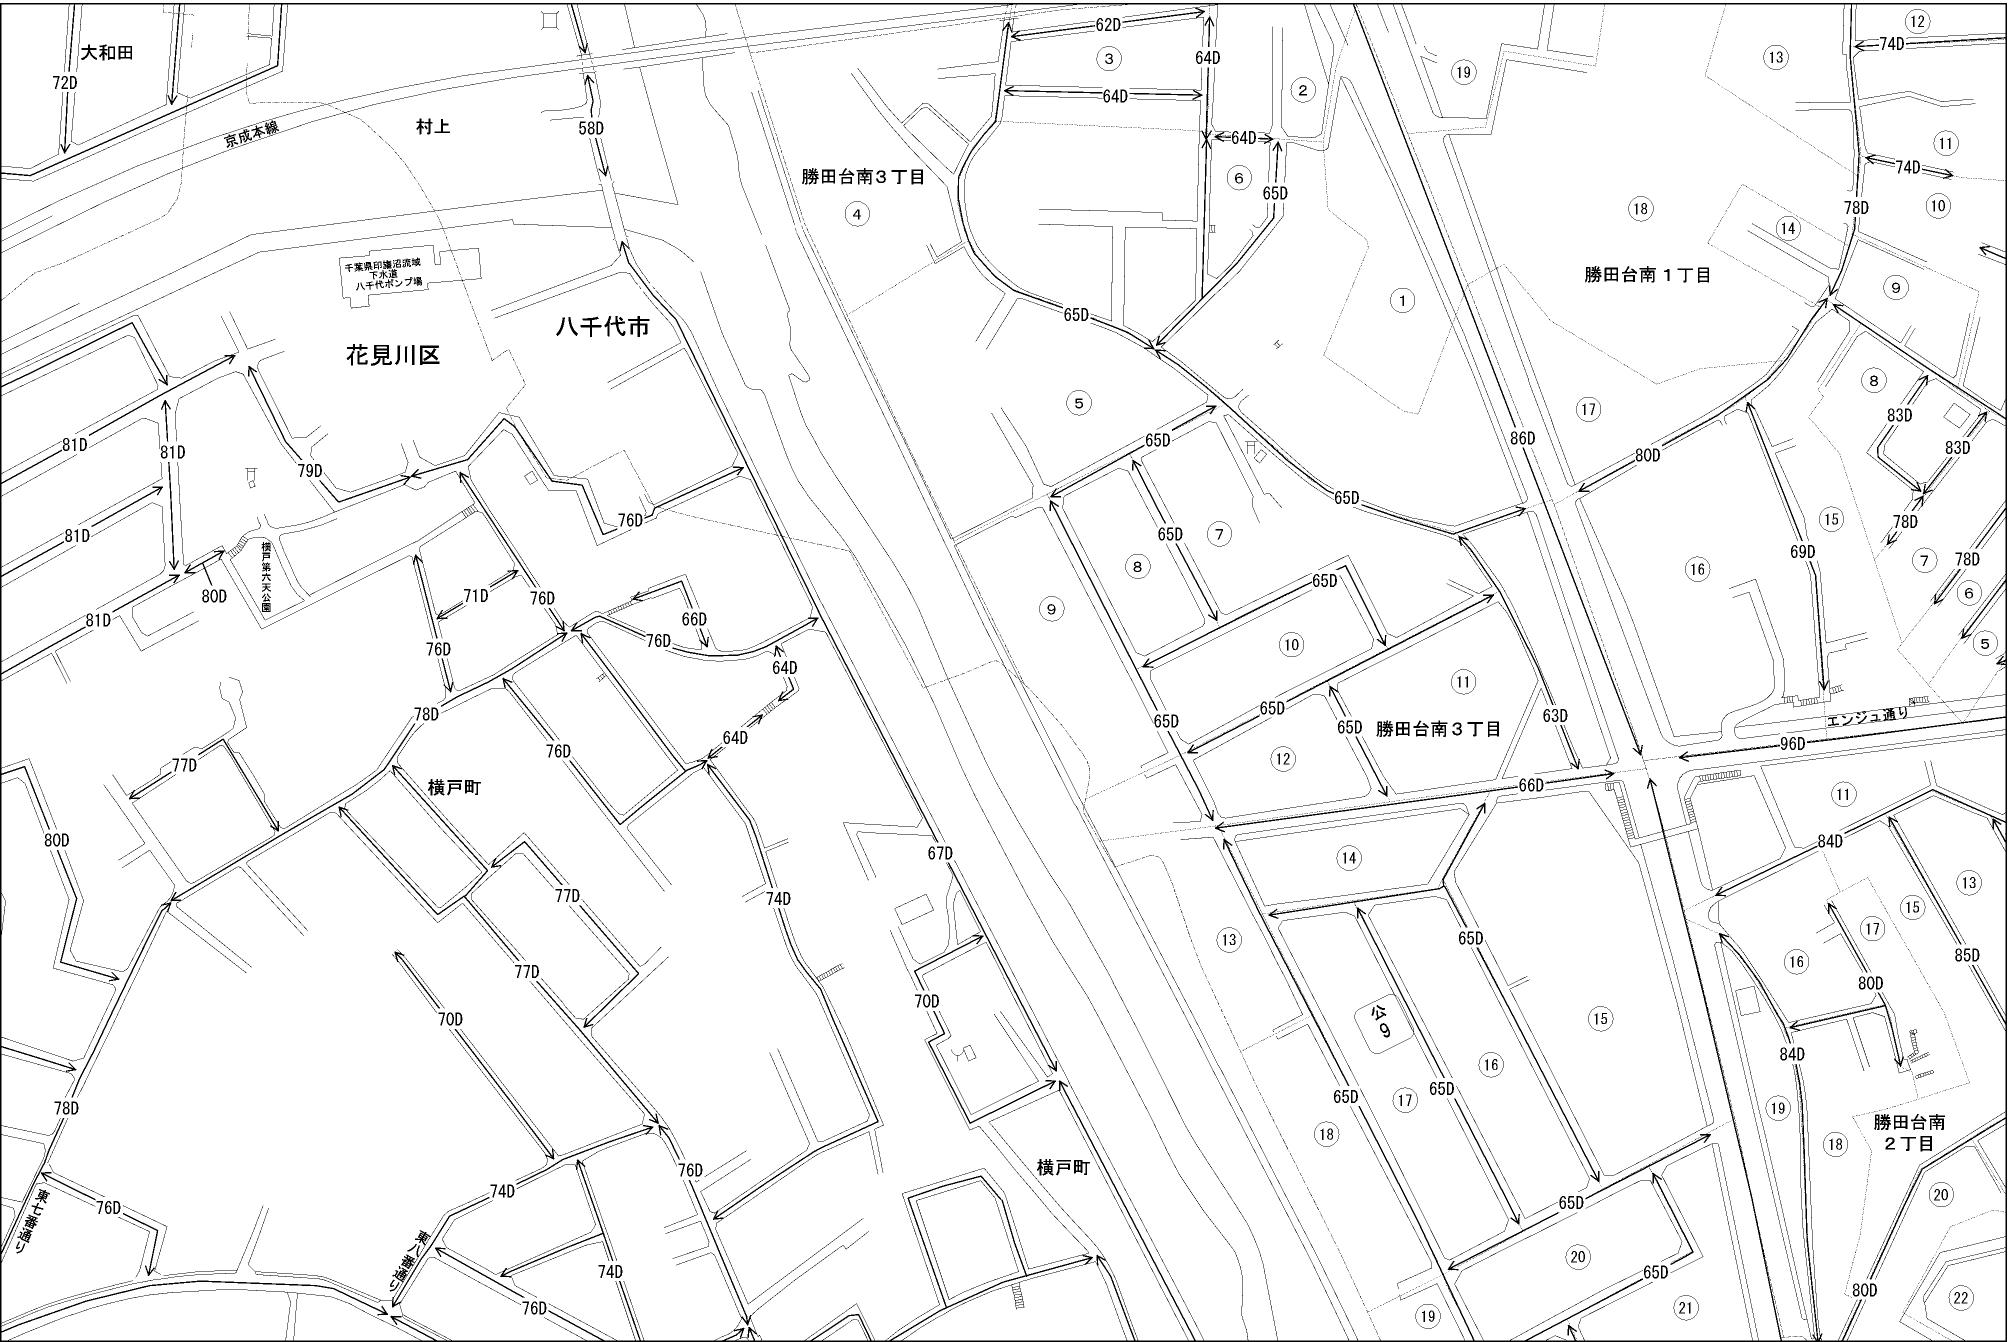 大和田
72D
京成本線
村上
58D
62D
64D
③
64D
②
64D
⑥
65D
⑲
⑬
⑫
74D
⑪
74D
⑩
78D
⑱
⑭
⑨
勝田台南3丁目
④
勝田台南1丁目
①
千葉県印旛沼流域
下水道
八千代ポンプ場
八千代市
花見川区
65D
⑤
65D
86D
⑰
80D
⑧
83D
83D
78D
⑮
69D
⑯
⑦
78D
⑥
⑤
81D
81D
79D
81D
80D
81D
横戸第六天公園
76D
71D
76D
76D
66D
76D
64D
64D
78D
76D
77D
横戸町
80D
65D
65D
⑦
⑧
⑨
65D
⑩
⑪
65D
65D
65D
63D
勝田台南3丁目
⑫
66D
エンジュ通り
96D
⑪
84D
⑬
⑮
⑰
⑯
85D
80D
84D
⑭
67D
74D
77D
77D
70D
70D
⑬
65D
公9
⑮
⑯
65D
⑰
65D
⑱
⑲
⑱
勝田台南
2丁目
⑳
78D
76D
東七番通り
74D
東八番通り
76D
74D
76D
横戸町
65D
⑳
65D
⑲
㉑
80D
㉒